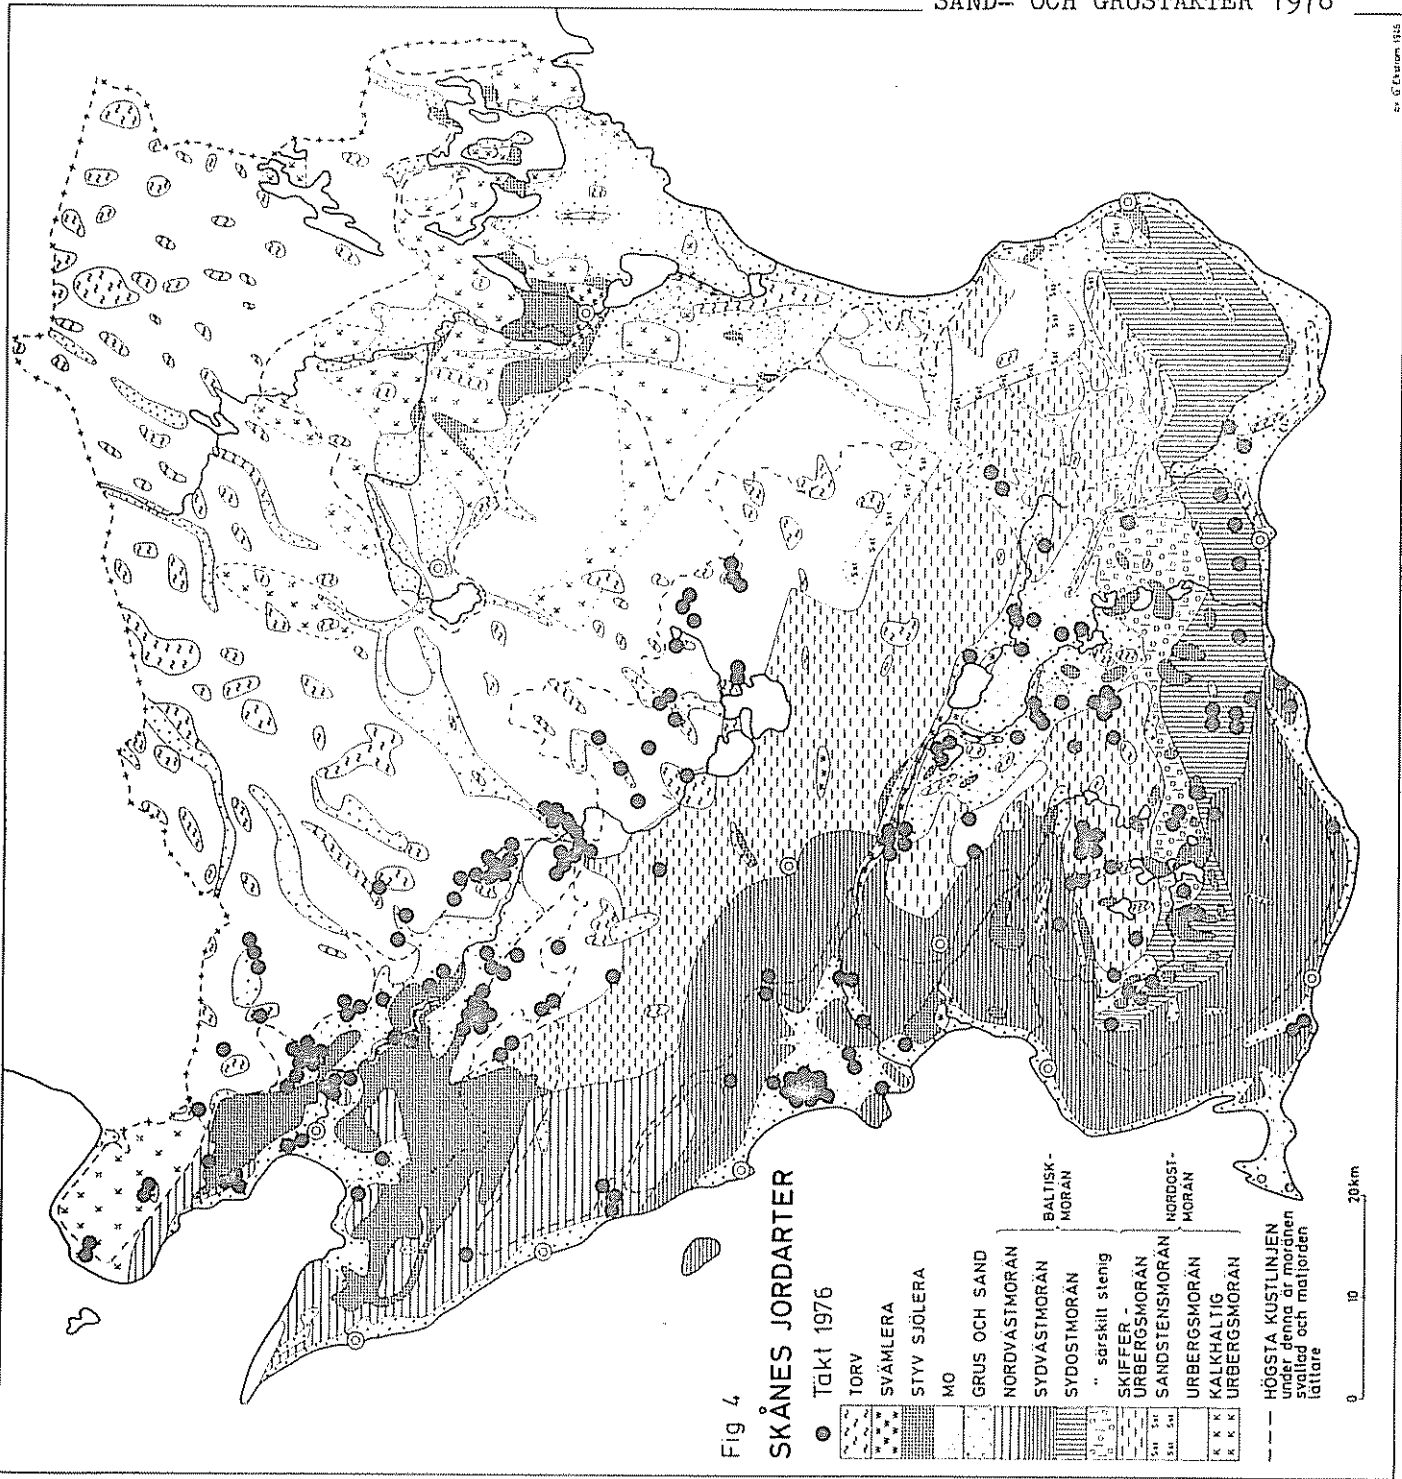 SAND- OCH GRUSTÄKTER 1976
Fig 4
SKÅNES JORDARTER
Täkt 1976
TORV
SVÄMLERA
STYV SJÖLERA
MO
GRUS OCH SAND
NORDVÄSTMORÄN
SYDVÄSTMORÄN
SYDOSTMORÄN
" särskilt stenig
BALTISK-
MORÄN
SKIFFER-
URBERGSMORÄN
SANDSTENSMORÄN
URBERGSMORÄN
KALKHALTIG
URBERGSMORÄN
NORDOST-
MORÄN
HÖGSTA KUSTLINJEN
under denna är moränen
svallad och matjorden
lättare
0 10 20km